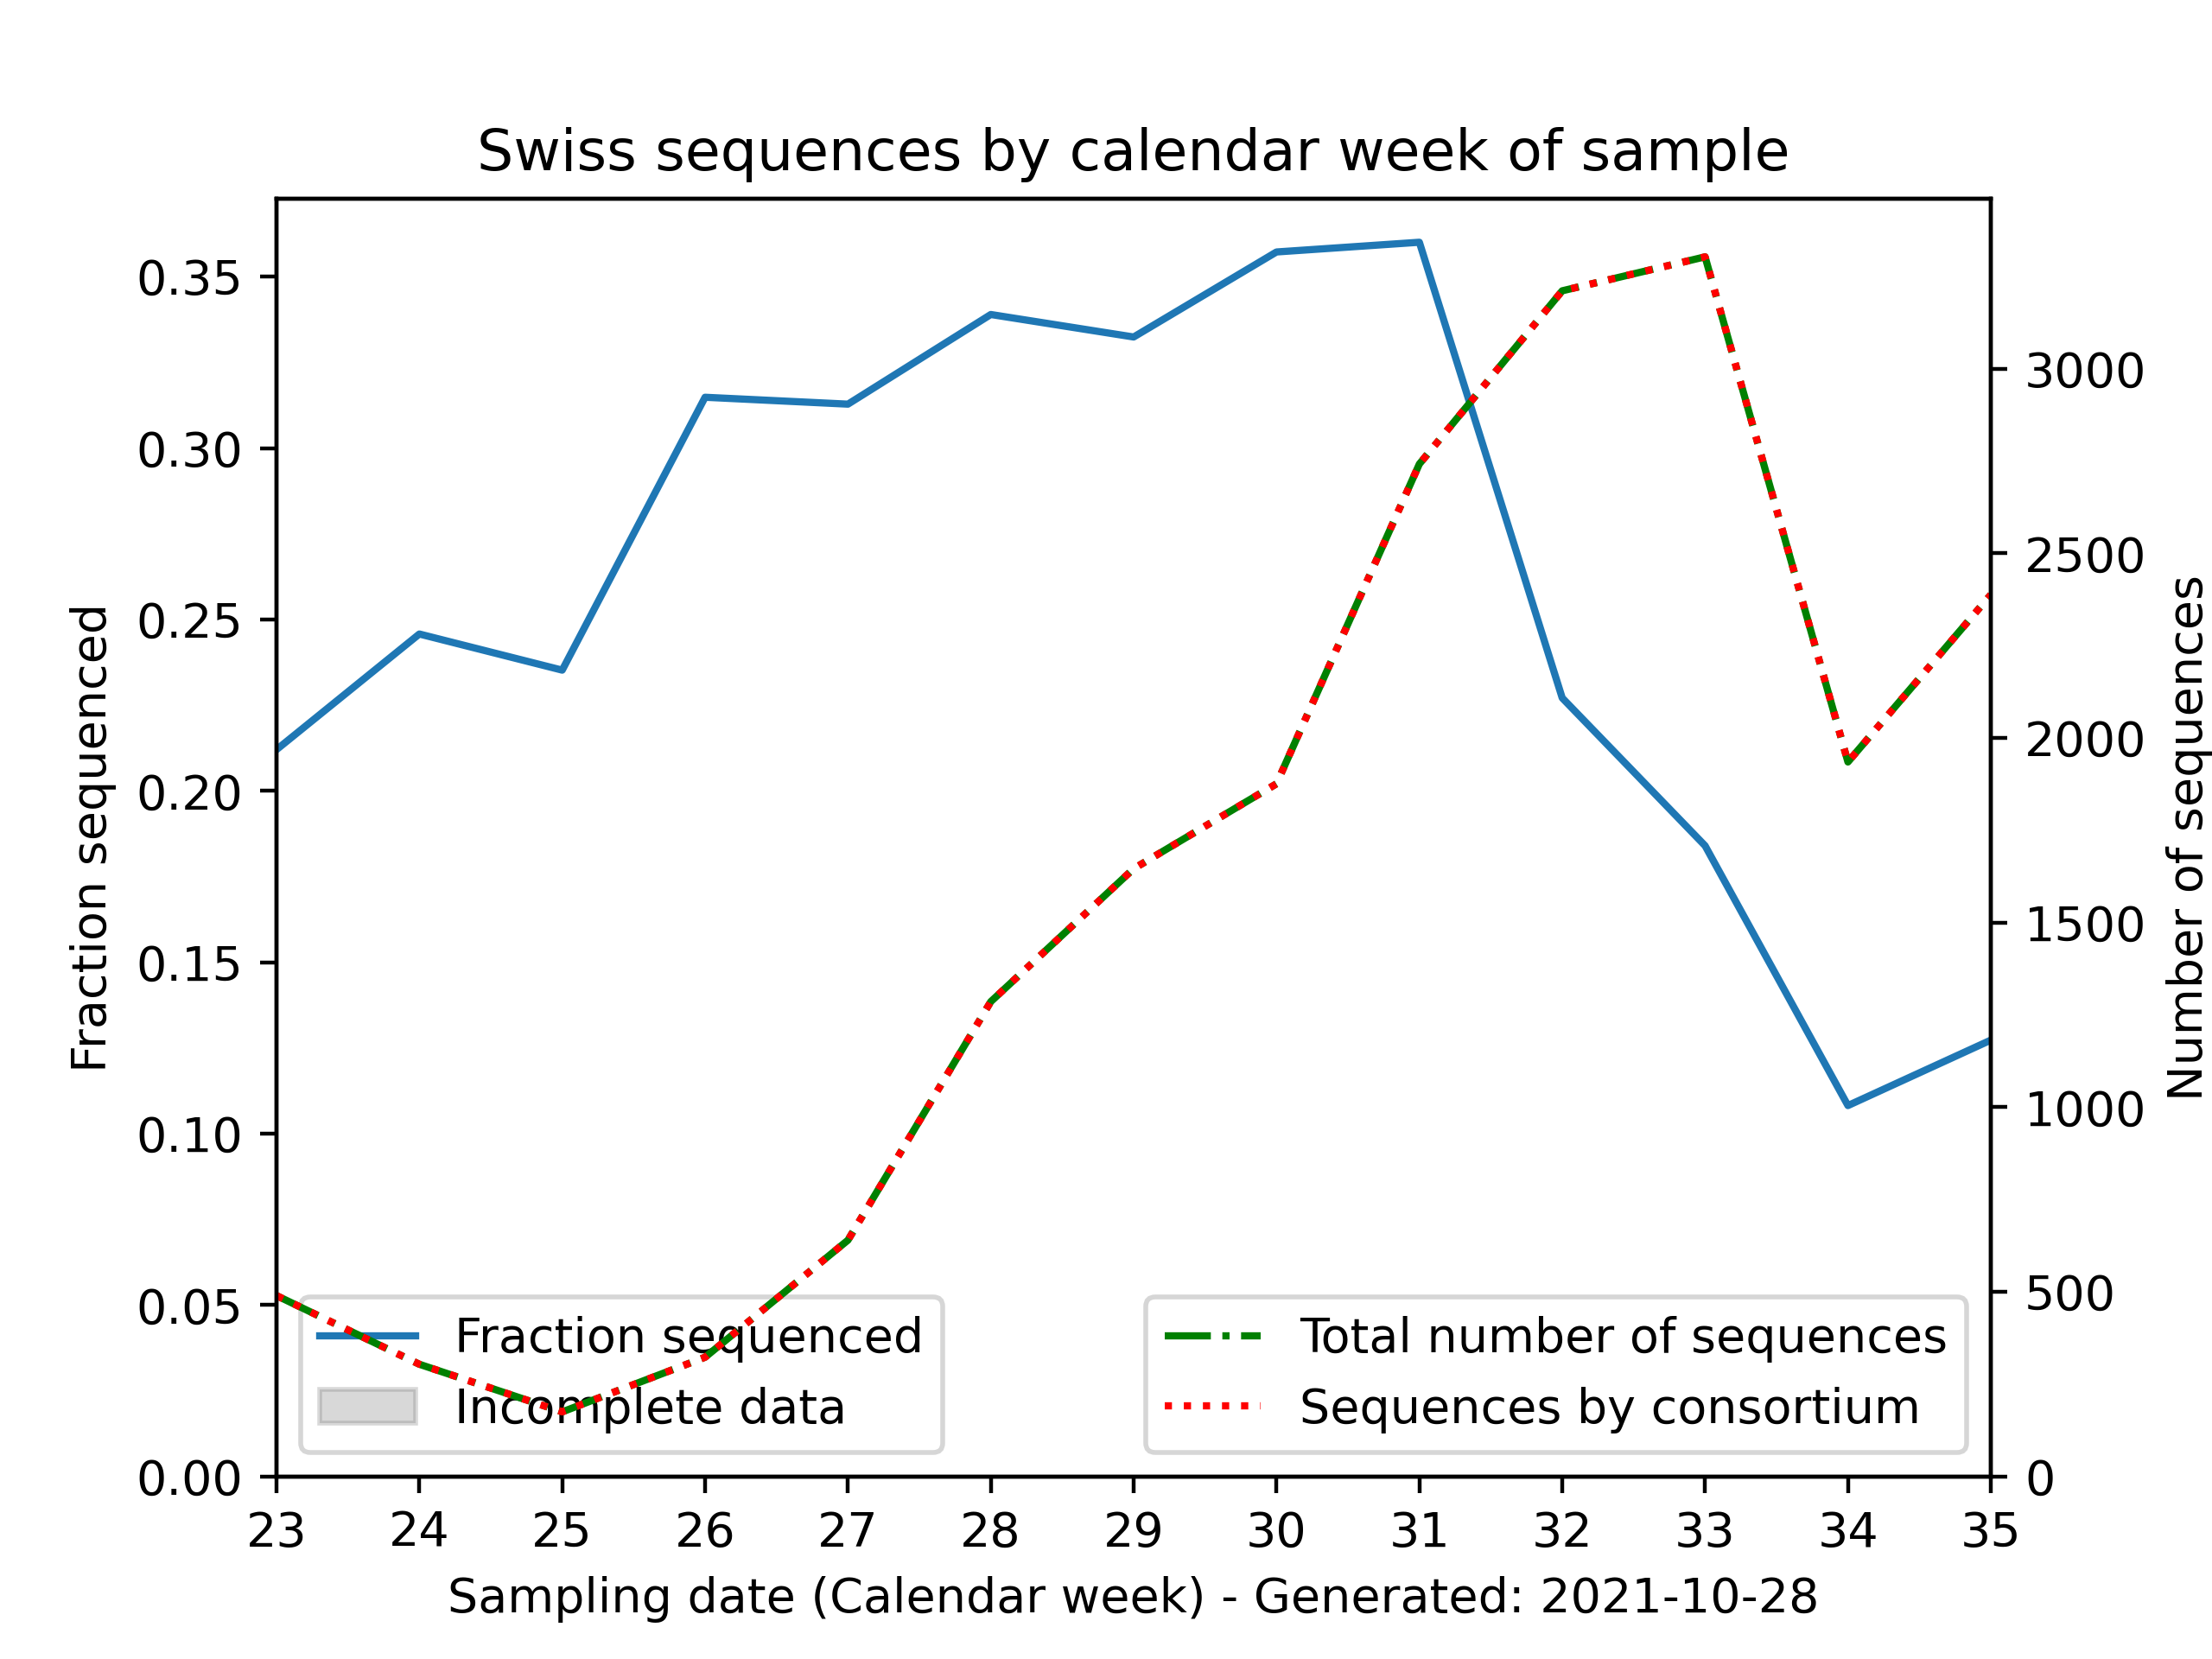 Swiss sequences by calendar week of sample
0.35
0.30
0.25
0.20
0.15
0.10
0.05
0.00
Fraction sequenced
3000
2500
2000
1500
1000
500
0
Number of sequences
Fraction sequenced
Incomplete data
Total number of sequences
Sequences by consortium
23 24 25 26 27 28 29 30 31 32 33 34 35
Sampling date (Calendar week) - Generated: 2021-10-28